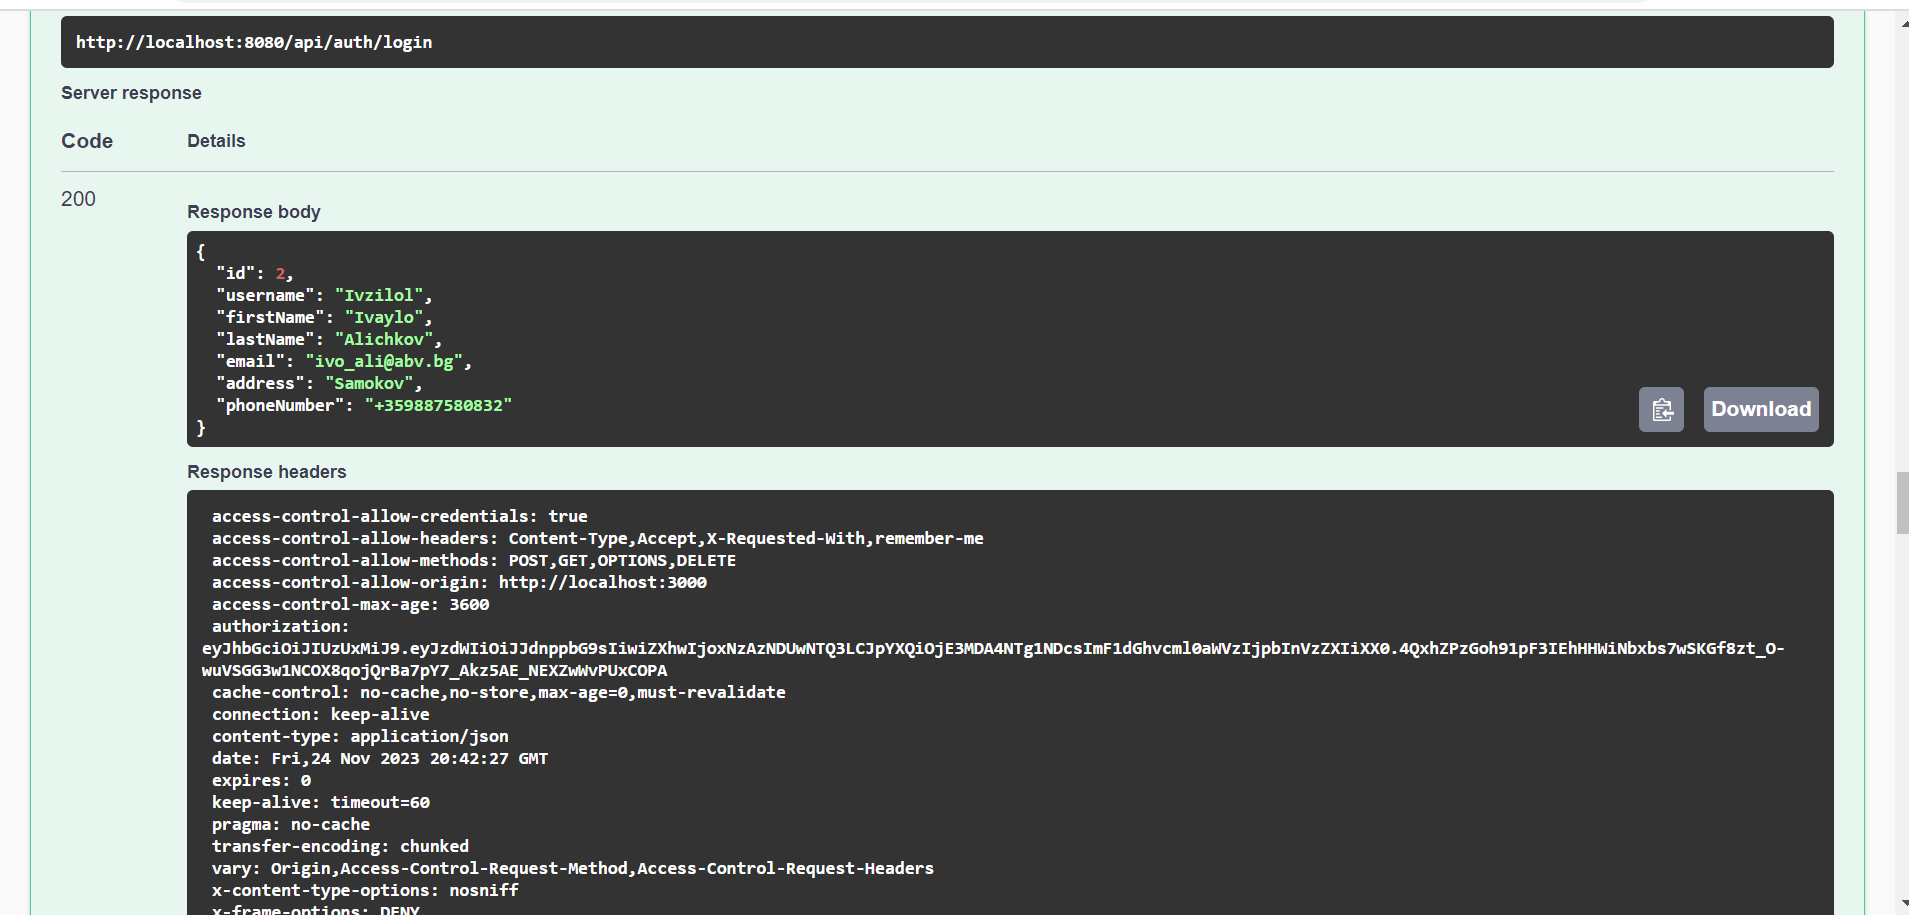 http://localhost:8080/api/auth/login
Server response
Code Details
200
Response body
{
"id": 2,
"username": "Ivzilol",
"firstName": "Ivaylo",
"lastName": "Alichkov",
"email": "ivo_ali@abv.bg",
"address": "Samokov",
"phoneNumber": "+359887580832"
}
Download
Response headers
access-control-allow-credentials: true
access-control-allow-headers: Content-Type,Accept,X-Requested-With,remember-me
access-control-allow-methods: POST,GET,OPTIONS,DELETE
access-control-allow-origin: http://localhost:3000
access-control-max-age: 3600
authorization:
eyJhbGciOiJIUzUxMiJ9.eyJzdWIiOiJJdnppbG9sIiwiZXhwIjoxNzAzNDUwNTQ3LCJpYXQiOjE3MDA4NTg1NDcsImF1dGhvcml0aWVzIjpbInVzZXIiXX0.4QxhZPzGoh91pF3IEhHHWiNbxbs7wSKGf8zt_O-
wuVSGG3w1NCOX8qojQrBa7pY7_Akz5AE_NEXZwWvPUxCOPA
cache-control: no-cache,no-store,max-age=0,must-revalidate
connection: keep-alive
content-type: application/json
date: Fri,24 Nov 2023 20:42:27 GMT
expires: 0
keep-alive: timeout=60
pragma: no-cache
transfer-encoding: chunked
vary: Origin,Access-Control-Request-Method,Access-Control-Request-Headers
x-content-type-options: nosniff
x-frame-options: DENY